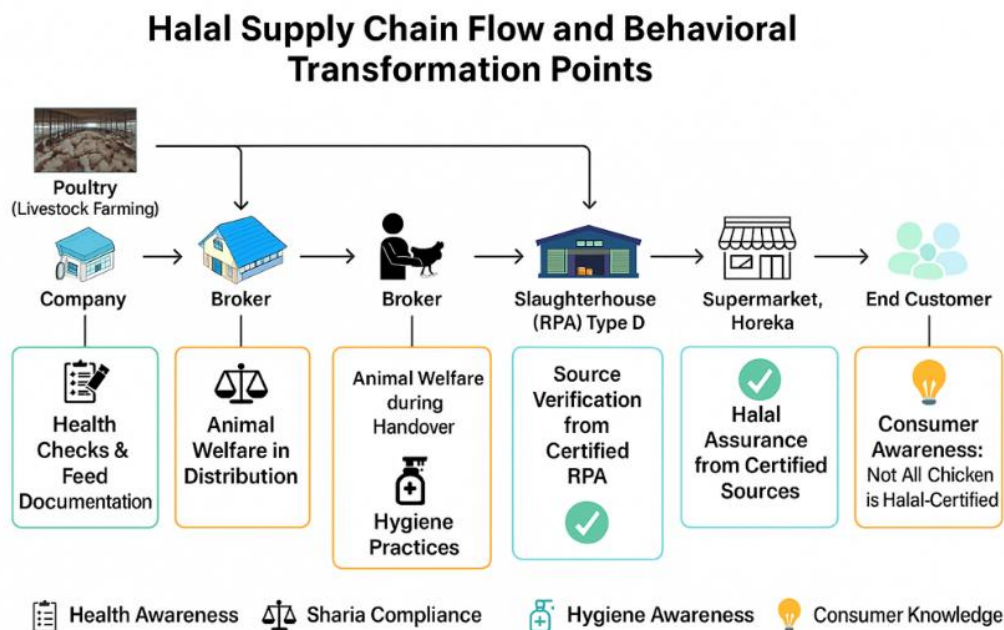 Halal Supply Chain Flow and Behavioral
Transformation Points
Poultry
(Livestock Farming)
Company
Broker
Broker
Slaughterhouse
(RPA) Type D
Supermarket,
Horeka
End Customer
Health
Checks &
Feed
Documentation
Animal
Welfare in
Distribution
Animal Welfare
during
Handover
Hygiene
Practices
Source
Verification
from
Certified
RPA
Halal
Assurance
from Certified
Sources
Consumer
Awareness:
Not All Chicken
is Halal-Certified
Health Awareness
Sharia Compliance
Hygiene Awareness
Consumer Knowledge